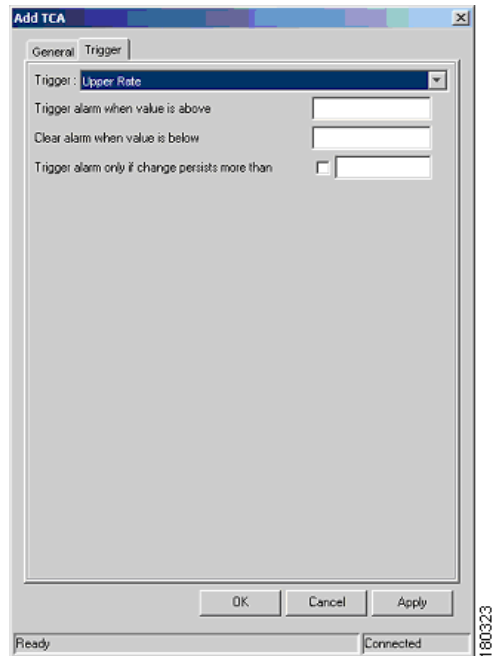 Add TCA
General Trigger
Trigger : Upper Rate
Trigger alarm when value is above
Clear alarm when value is below
Trigger alarm only if change persists more than
OK Cancel Apply
Ready Connected
180323